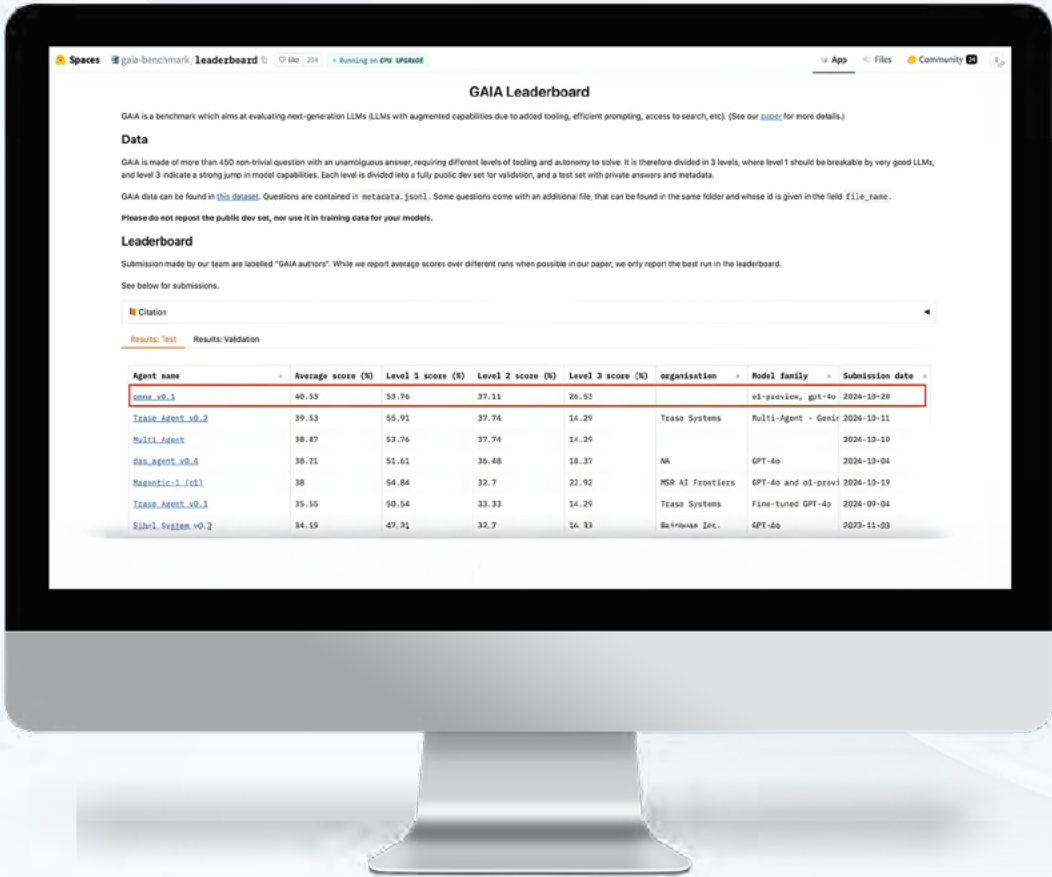 Spaces gaia-benchmark/leaderboard like 204 Running on CPU UPGRADE App Files Community 24
GAIA Leaderboard
GAIA is a benchmark which aims at evaluating next-generation LLMs (LLMs with augmented capabilities due to added tooling, efficient prompting, access to search, etc). (See our paper for more details.)
Data
GAIA is made of more than 450 non-trivial question with an unambiguous answer, requiring different levels of tooling and autonomy to solve. It is therefore divided in 3 levels, where level 1 should be breakable by very good LLMs,
and level 3 indicate a strong jump in model capabilities. Each level is divided into a fully public dev set for validation, and a test set with private answers and metadata.
GAIA data can be found in this dataset. Questions are contained in metadata.jsonl. Some questions come with an additional file, that can be found in the same folder and whose id is given in the field file_name.
Please do not repost the public dev set, nor use it in training data for your models.
Leaderboard
Submission made by our team are labelled "GAIA authors". While we report average scores over different runs when possible in our paper, we only report the best run in the leaderboard.
See below for submissions.
Citation
Results: Test Results: Validation
Agent name Average score (%) Level 1 score (%) Level 2 score (%) Level 3 score (%) organisation Model family Submission date
omne v0.1 40.53 53.76 37.11 26.53 o1-preview, gpt-4o 2024-10-20
Trase Agent v0.2 39.53 55.91 37.74 14.29 Trase Systems Multi-Agent - Gemir 2024-10-11
Multi Agent 38.87 53.76 37.74 14.29 2024-10-10
das_agent v0.4 38.21 51.61 36.48 18.37 NA GPT-4o 2024-10-04
Magentic-1 (o1) 38 54.84 32.7 22.92 MSR AI Frontiers GPT-4o and o1-previ 2024-10-19
Trase Agent v0.1 35.55 50.54 33.33 14.29 Trase Systems Fine-tuned GPT-4o 2024-09-04
Sibyl System v0.2 34.55 47.31 32.7 16.33 Inc. GPT-4o